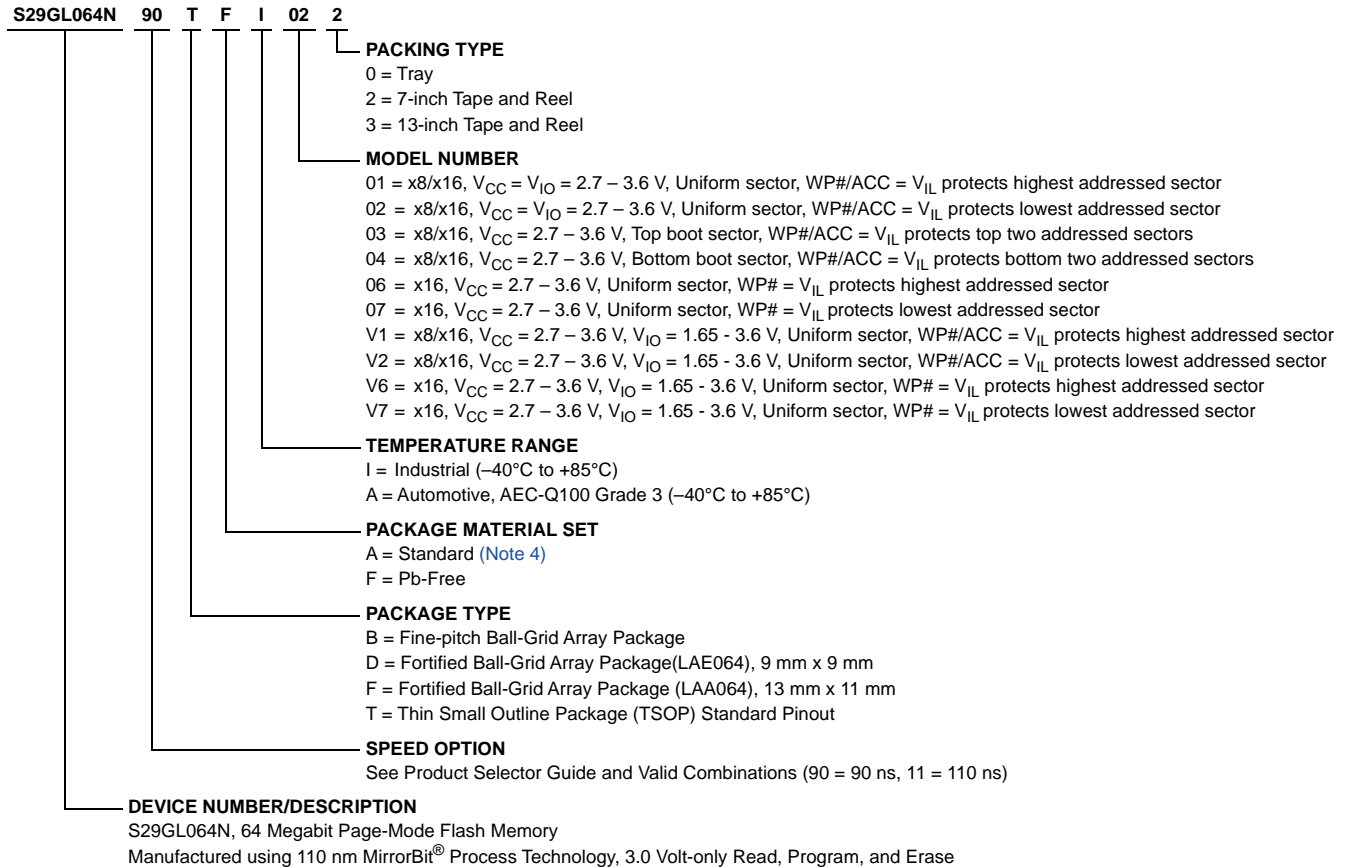 S29GL064N 90 T F I 02 2
PACKING TYPE
0 = Tray
2 = 7-inch Tape and Reel
3 = 13-inch Tape and Reel
MODEL NUMBER
01 = x8/x16, VCC = VIO = 2.7 – 3.6 V, Uniform sector, WP#/ACC = VIL protects highest addressed sector
02 = x8/x16, VCC = VIO = 2.7 – 3.6 V, Uniform sector, WP#/ACC = VIL protects lowest addressed sector
03 = x8/x16, VCC = 2.7 – 3.6 V, Top boot sector, WP#/ACC = VIL protects top two addressed sectors
04 = x8/x16, VCC = 2.7 – 3.6 V, Bottom boot sector, WP#/ACC = VIL protects bottom two addressed sectors
06 = x16, VCC = 2.7 – 3.6 V, Uniform sector, WP# = VIL protects highest addressed sector
07 = x16, VCC = 2.7 – 3.6 V, Uniform sector, WP# = VIL protects lowest addressed sector
V1 = x8/x16, VCC = 2.7 – 3.6 V, VIO = 1.65 - 3.6 V, Uniform sector, WP#/ACC = VIL protects highest addressed sector
V2 = x8/x16, VCC = 2.7 – 3.6 V, VIO = 1.65 - 3.6 V, Uniform sector, WP#/ACC = VIL protects lowest addressed sector
V6 = x16, VCC = 2.7 – 3.6 V, VIO = 1.65 - 3.6 V, Uniform sector, WP# = VIL protects highest addressed sector
V7 = x16, VCC = 2.7 – 3.6 V, VIO = 1.65 - 3.6 V, Uniform sector, WP# = VIL protects lowest addressed sector
TEMPERATURE RANGE
I = Industrial (–40°C to +85°C)
A = Automotive, AEC-Q100 Grade 3 (–40°C to +85°C)
PACKAGE MATERIAL SET
A = Standard (Note 4)
F = Pb-Free
PACKAGE TYPE
B = Fine-pitch Ball-Grid Array Package
D = Fortified Ball-Grid Array Package(LAE064), 9 mm x 9 mm
F = Fortified Ball-Grid Array Package (LAA064), 13 mm x 11 mm
T = Thin Small Outline Package (TSOP) Standard Pinout
SPEED OPTION
See Product Selector Guide and Valid Combinations (90 = 90 ns, 11 = 110 ns)
DEVICE NUMBER/DESCRIPTION
S29GL064N, 64 Megabit Page-Mode Flash Memory
Manufactured using 110 nm MirrorBit® Process Technology, 3.0 Volt-only Read, Program, and Erase